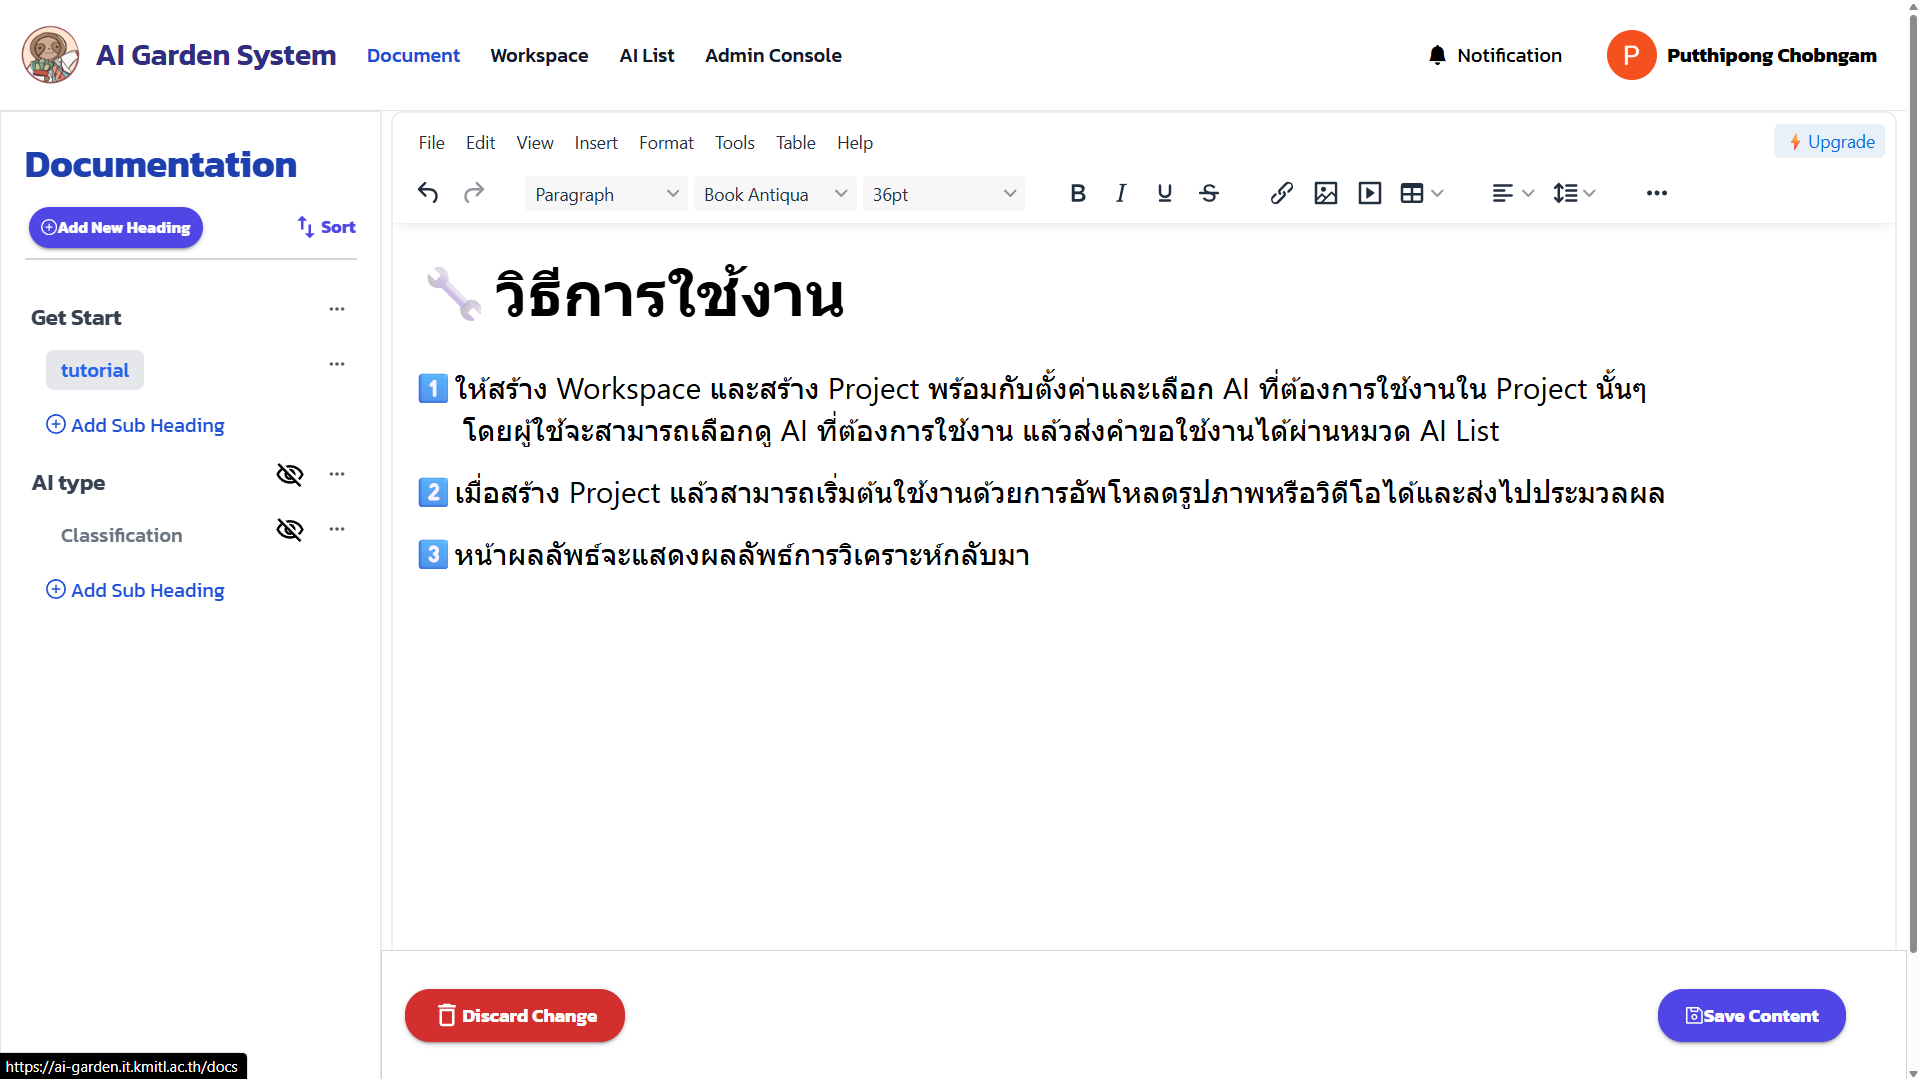 AI Garden System
Document
Workspace
AI List
Admin Console
Notification
P
Putthipong Chobngam
Documentation
Add New Heading
Sort
Get Start
tutorial
Add Sub Heading
AI type
Classification
Add Sub Heading
File Edit View Insert Format Tools Table Help
Upgrade
Paragraph
Book Antiqua
36pt
B I U S
🔧 วิธีการใช้งาน
1 ให้สร้าง Workspace และสร้าง Project พร้อมกับตั้งค่าและเลือก AI ที่ต้องการใช้งานใน Project นั้นๆ
โดยผู้ใช้จะสามารถเลือกดู AI ที่ต้องการใช้งาน แล้วส่งคำขอใช้งานได้ผ่านหมวด AI List
2 เมื่อสร้าง Project แล้วสามารถเริ่มต้นใช้งานด้วยการอัพโหลดรูปภาพหรือวิดีโอได้และส่งไปประมวลผล
3 หน้าผลลัพธ์จะแสดงผลลัพธ์การวิเคราะห์กลับมา
Discard Change
Save Content
https://ai-garden.it.kmitl.ac.th/docs